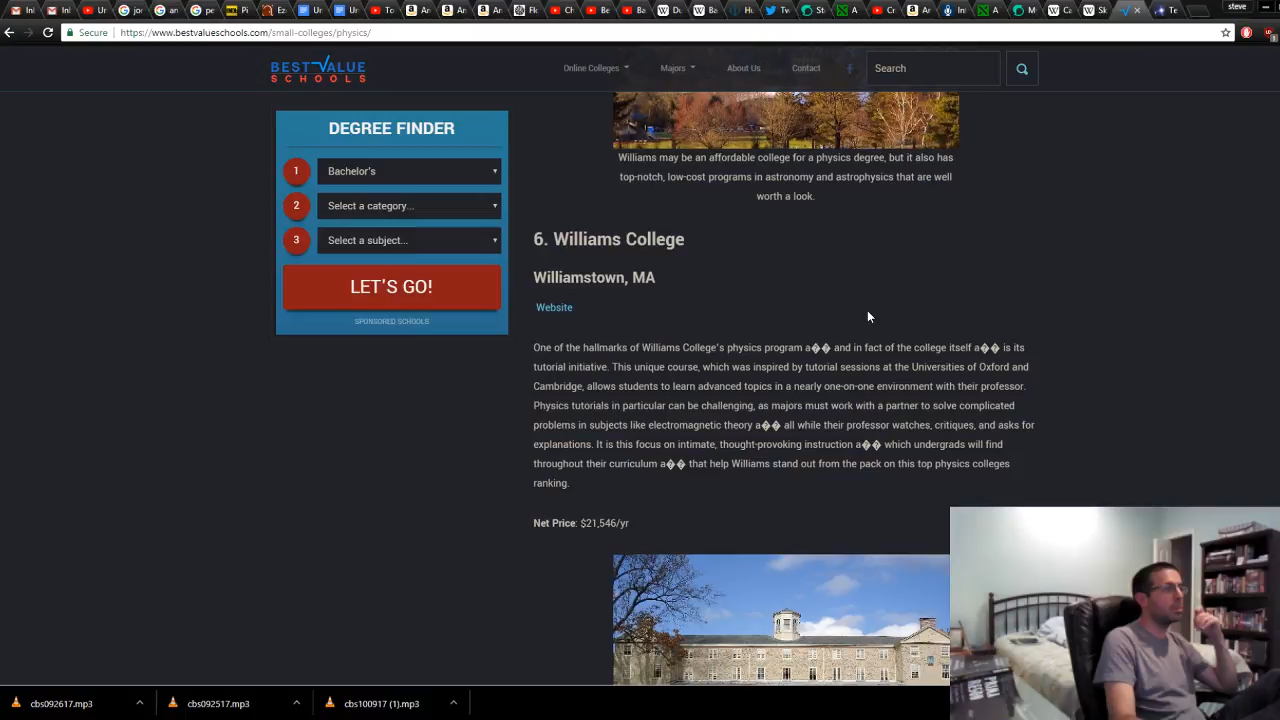 steve
Secure https://www.bestvalueschools.com/small-colleges/physics/
BEST VALUE
SCHOOLS
Online Colleges
Majors
About Us
Contact
Search
DEGREE FINDER
1 Bachelor's
2 Select a category...
3 Select a subject...
LET'S GO!
SPONSORED SCHOOLS
Williams may be an affordable college for a physics degree, but it also has
top-notch, low-cost programs in astronomy and astrophysics that are well
worth a look.
6. Williams College
Williamstown, MA
Website
One of the hallmarks of Williams College's physics program a�� and in fact of the college itself a�� is its
tutorial initiative. This unique course, which was inspired by tutorial sessions at the Universities of Oxford and
Cambridge, allows students to learn advanced topics in a nearly one-on-one environment with their professor.
Physics tutorials in particular can be challenging, as majors must work with a partner to solve complicated
problems in subjects like electromagnetic theory a�� all while their professor watches, critiques, and asks for
explanations. It is this focus on intimate, thought-provoking instruction a�� which undergrads will find
throughout their curriculum a�� that help Williams stand out from the pack on this top physics colleges
ranking.
Net Price: $21,546/yr
cbs092617.mp3
cbs092517.mp3
cbs100917 (1).mp3